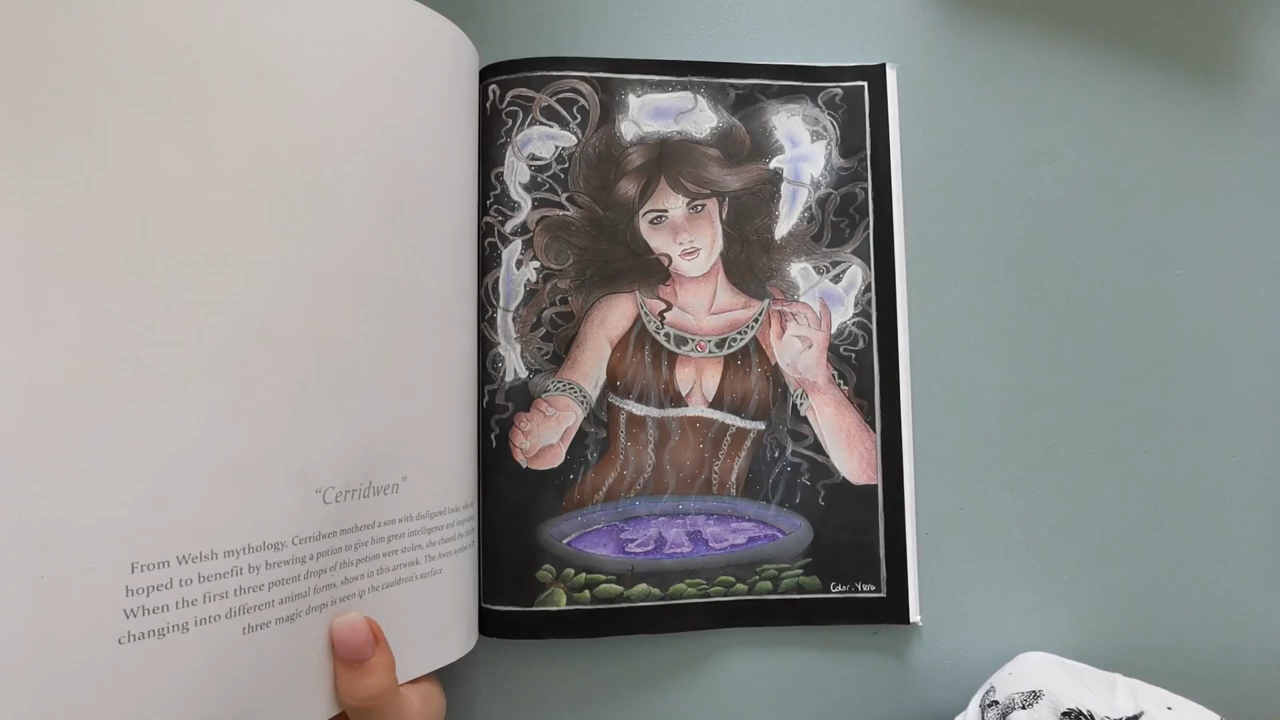 “Cerridwen”
From Welsh mythology, Cerridwen mothered a son with disfigured looks,
hoped to benefit by brewing a potion to give him great intelligence and
When the first three potent drops of this potion were stolen, she chased the
changing into different animal forms, shown in this artwork. The Awen symbol
three magic drops is seen in the cauldron's surface.
Color. Ysera